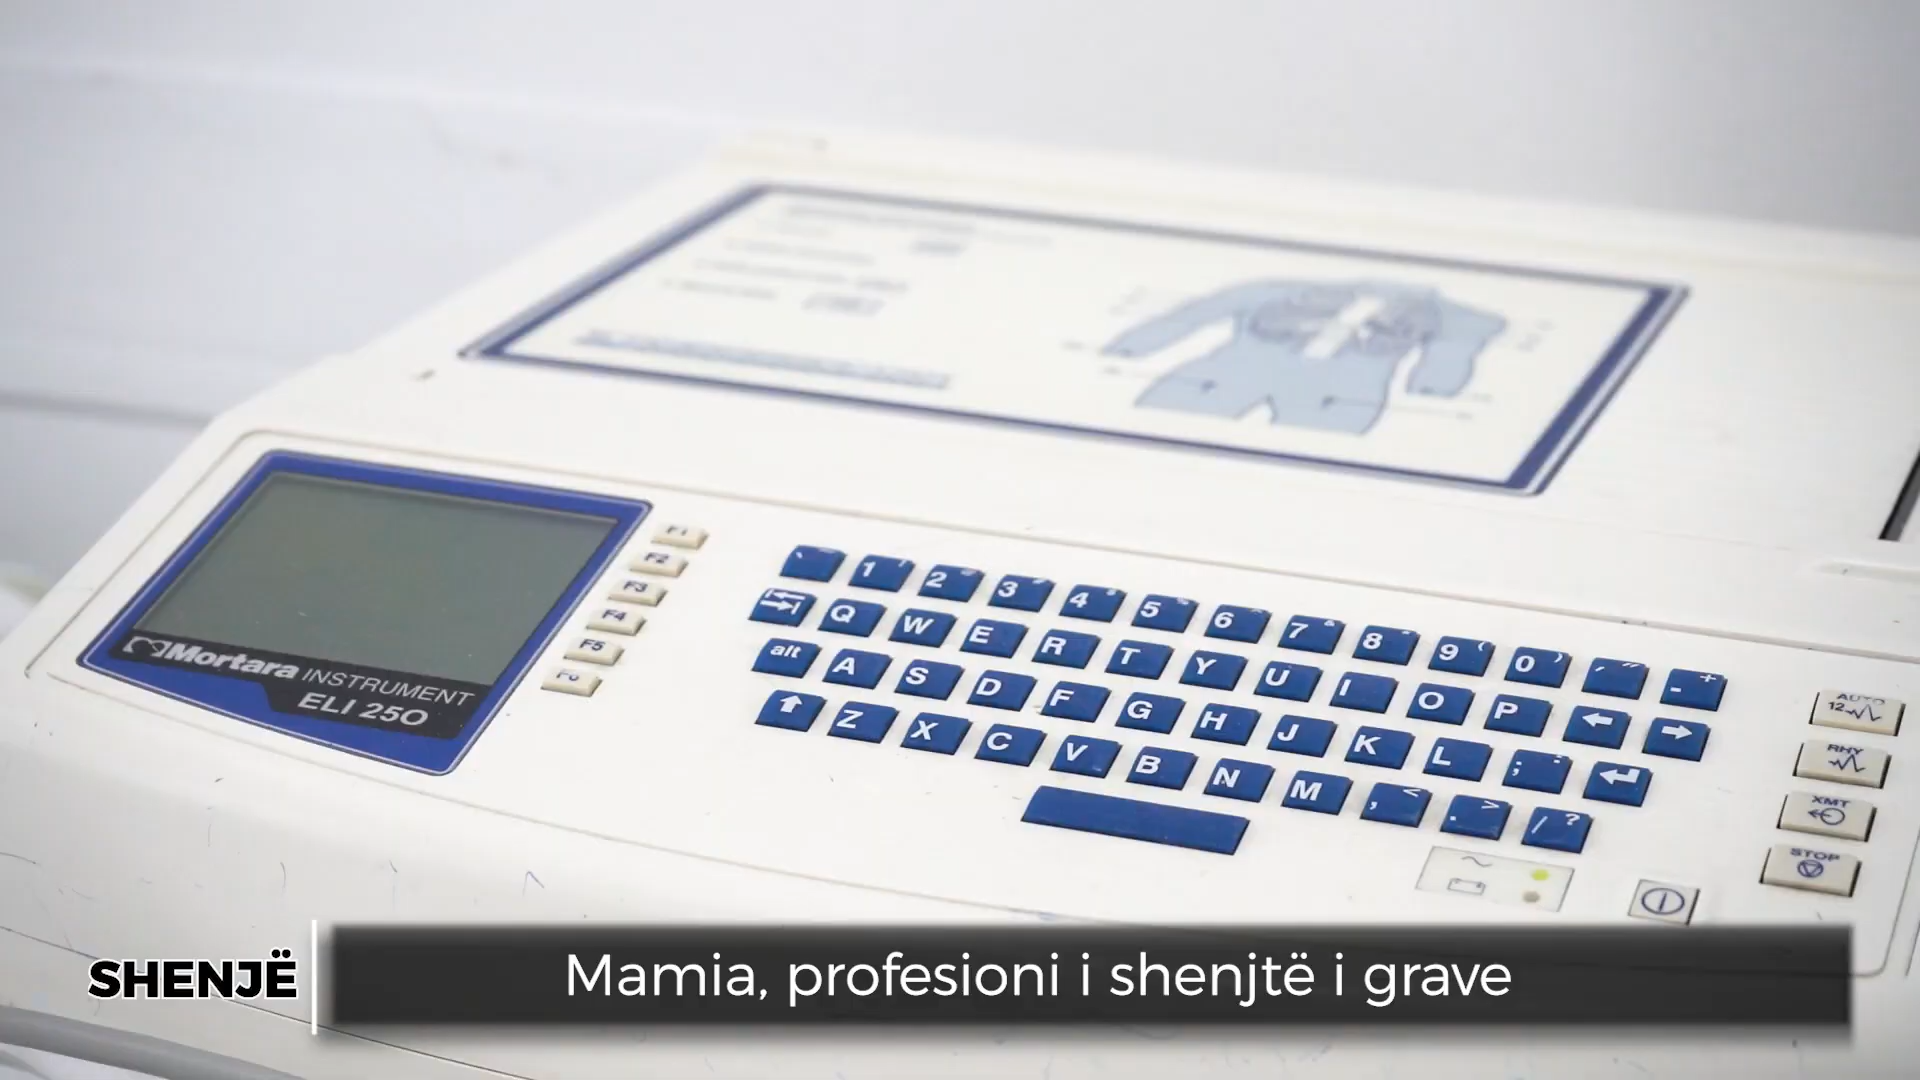 Mortara INSTRUMENT
ELI 250
F1
F2
F3
F4
F5
F6
1 2 3 4 5 6 7 8 9 ( 0 ) - +
Q W E R T Y U I O P
alt A S D F G H J K L ; :
Z X C V B N M , < . > / ?
AUTO
12
RHY
XMT
STOP
SHENJË
Mamia, profesioni i shenjtë i grave